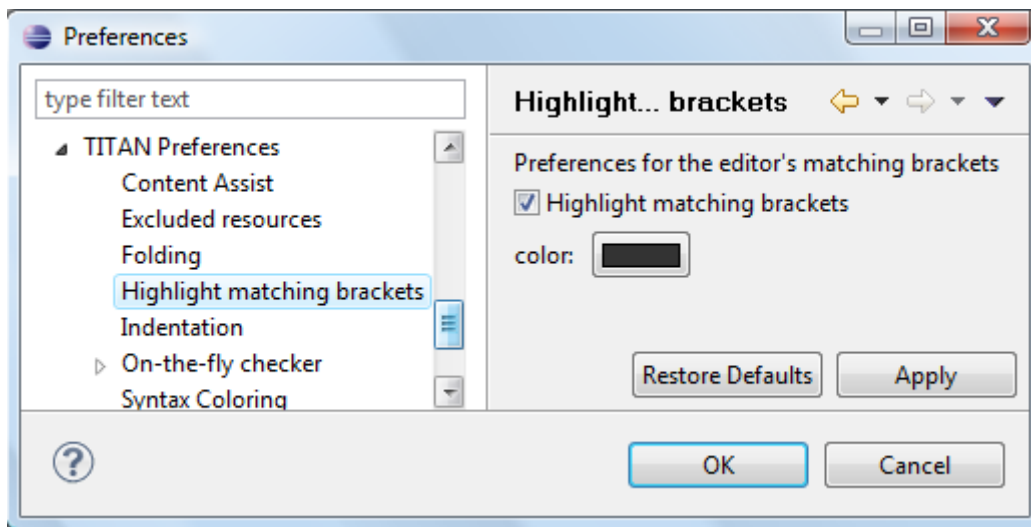 Preferences
type filter text
TITAN Preferences
Content Assist
Excluded resources
Folding
Highlight matching brackets
Indentation
On-the-fly checker
Syntax Coloring
Highlight... brackets
Preferences for the editor's matching brackets
Highlight matching brackets
color:
Restore Defaults
Apply
?
OK
Cancel